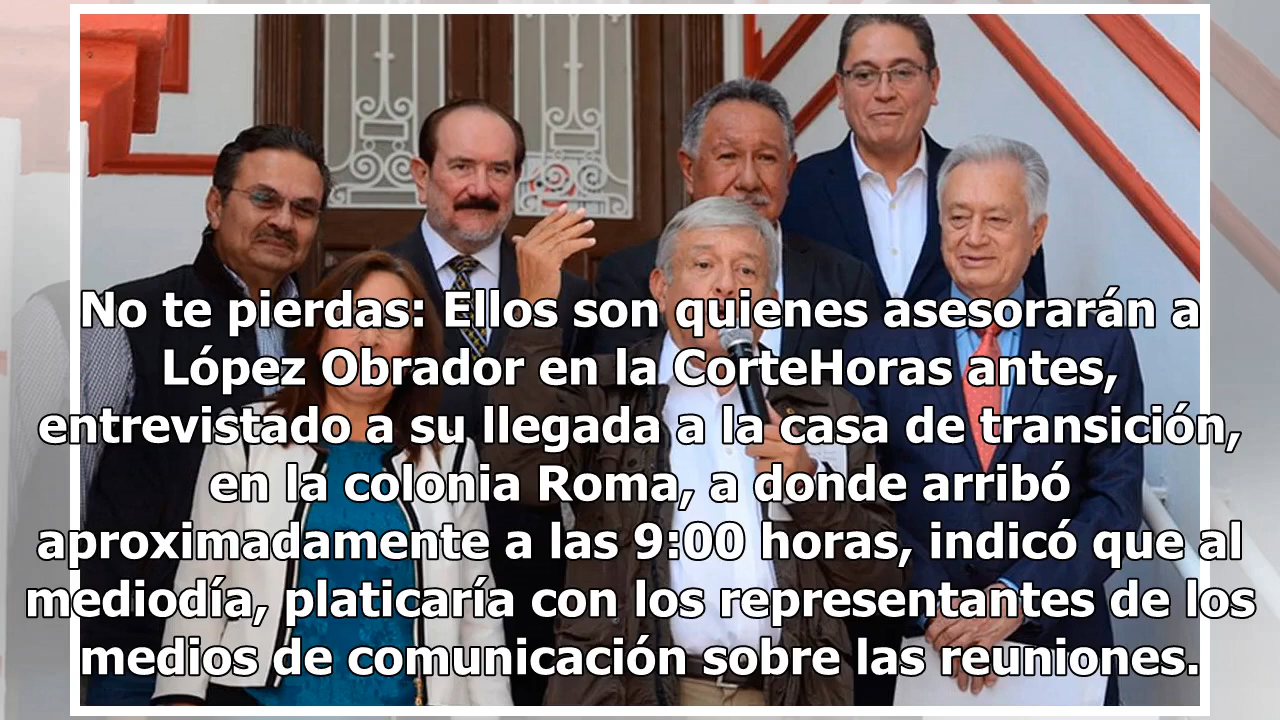 No te pierdas: Ellos son quienes asesorarán a
López Obrador en la CorteHoras antes,
entrevistado a su llegada a la casa de transición,
en la colonia Roma, a donde arribó
aproximadamente a las 9:00 horas, indicó que al
mediodía, platicaría con los representantes de los
medios de comunicación sobre las reuniones.